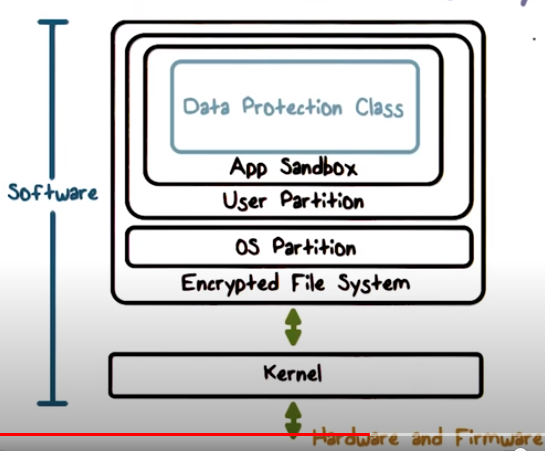 Data Protection Class
App Sandbox
Software
User Partition
OS Partition
Encrypted File System
Kernel
Hardware and Firmware